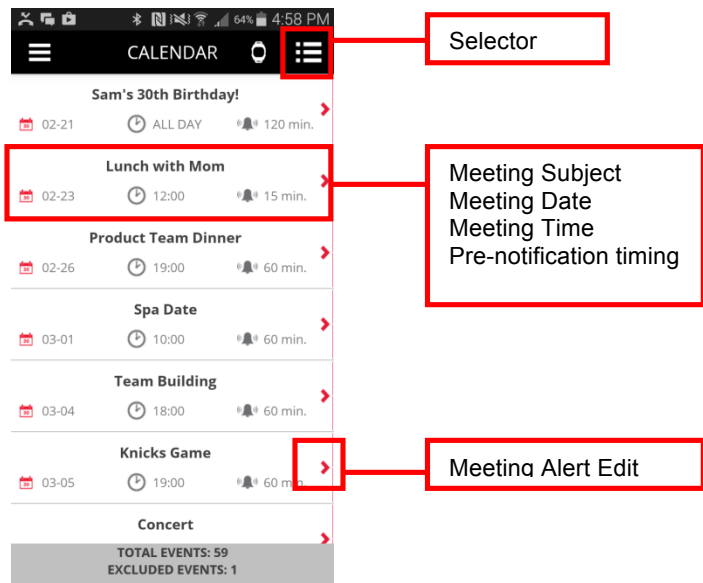 64% 4:58 PM
CALENDAR
Selector
Sam's 30th Birthday!
02-21 ALL DAY 120 min.
Lunch with Mom
02-23 12:00 15 min.
Meeting Subject
Meeting Date
Meeting Time
Pre-notification timing
Product Team Dinner
02-26 19:00 60 min.
Spa Date
03-01 10:00 60 min.
Team Building
03-04 18:00 60 min.
Knicks Game
03-05 19:00 60 min.
Meeting Alert Edit
Concert
TOTAL EVENTS: 59
EXCLUDED EVENTS: 1